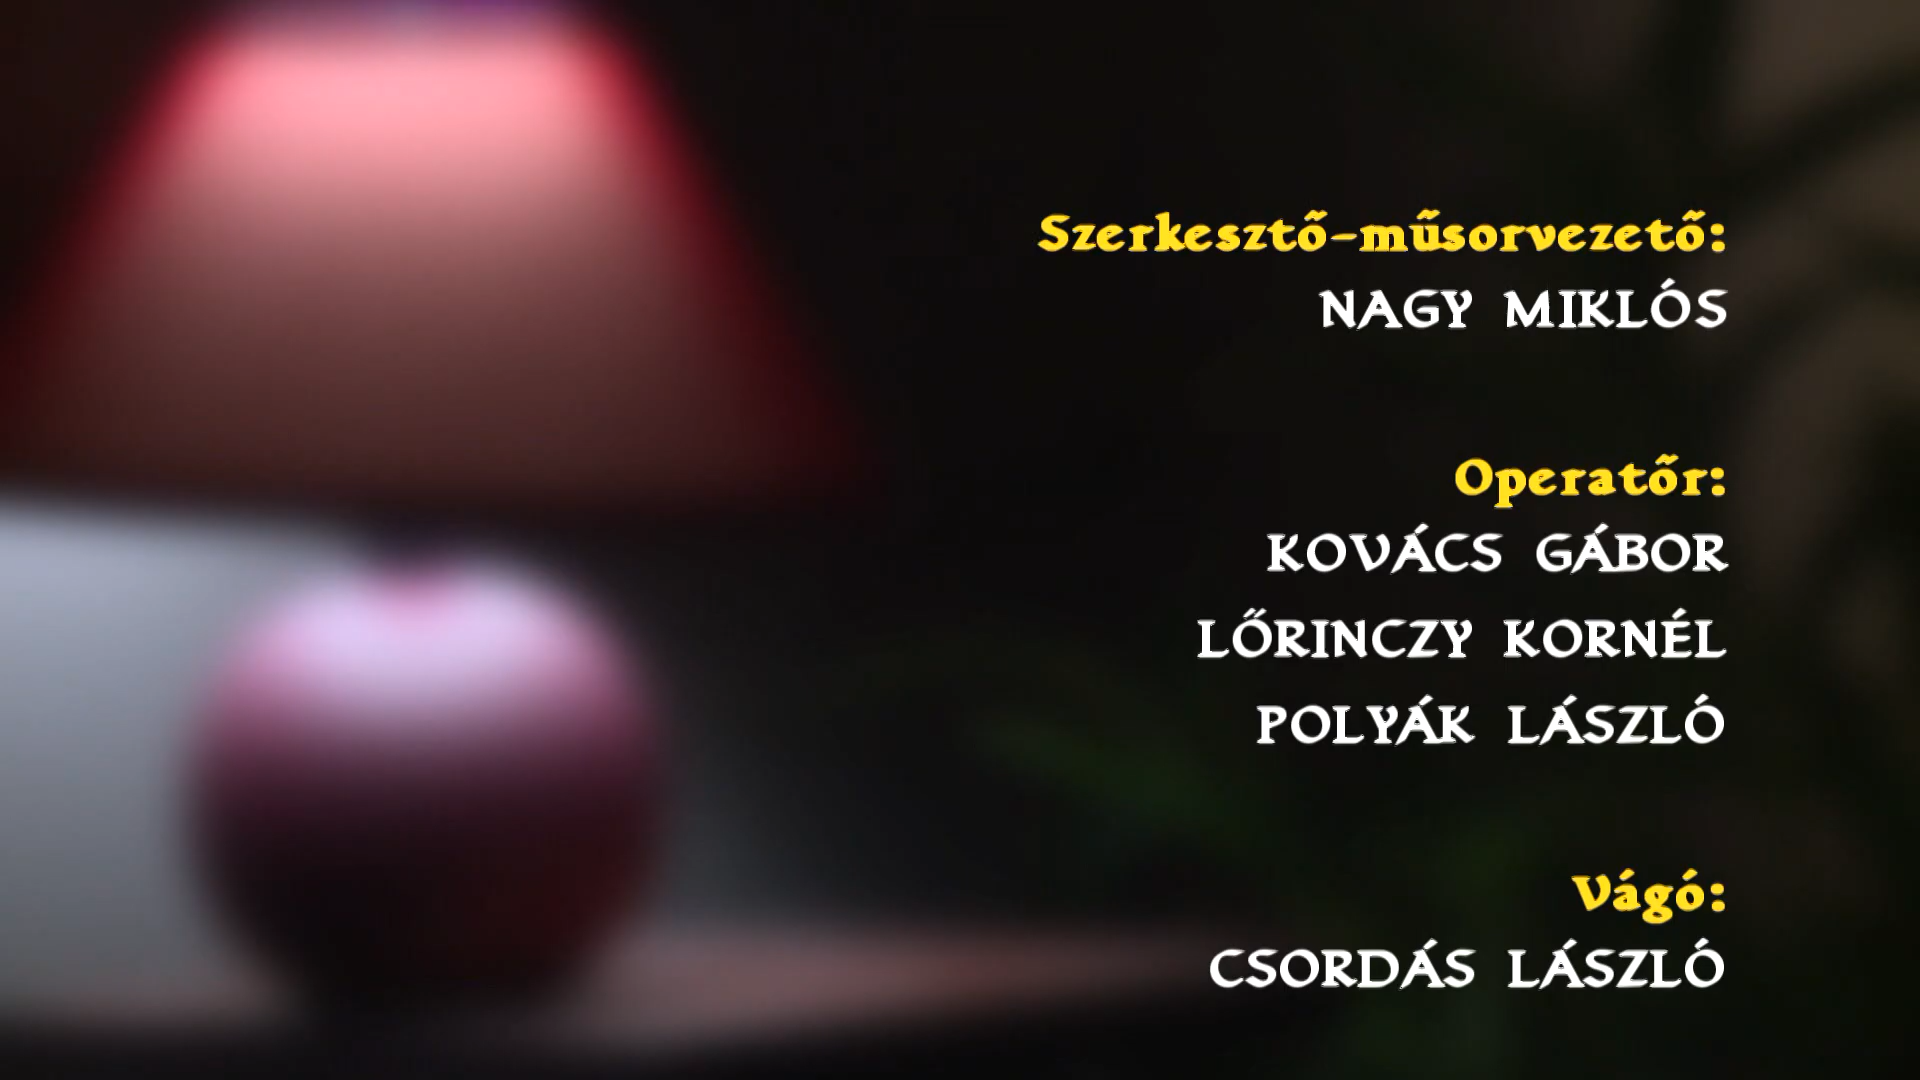 Szerkesztő-műsorvezető:
NAGY MIKLÓS
Operatőr:
KOVÁCS GÁBOR
LŐRINCZY KORNÉL
POLYÁK LÁSZLÓ
Vágó:
CSORDÁS LÁSZLÓ